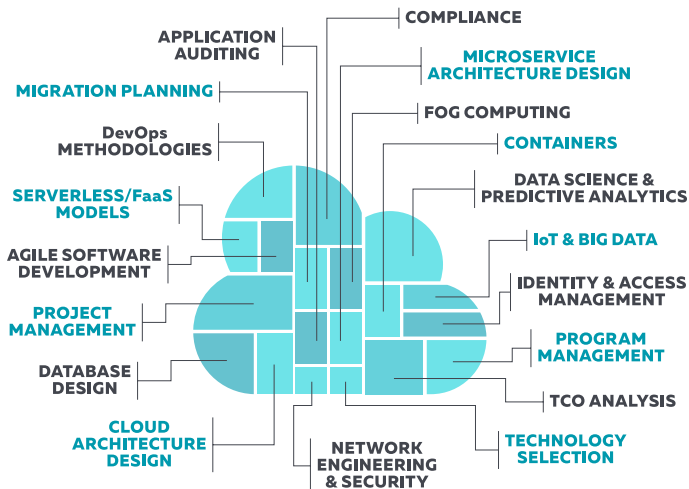 COMPLIANCE
APPLICATION
AUDITING
MICROSERVICE
ARCHITECTURE DESIGN
MIGRATION PLANNING
FOG COMPUTING
DevOps
METHODOLOGIES
CONTAINERS
DATA SCIENCE &
PREDICTIVE ANALYTICS
SERVERLESS/FaaS
MODELS
IoT & BIG DATA
AGILE SOFTWARE
DEVELOPMENT
IDENTITY & ACCESS
MANAGEMENT
PROJECT
MANAGEMENT
PROGRAM
MANAGEMENT
DATABASE
DESIGN
TCO ANALYSIS
CLOUD
ARCHITECTURE
DESIGN
NETWORK
ENGINEERING
& SECURITY
TECHNOLOGY
SELECTION